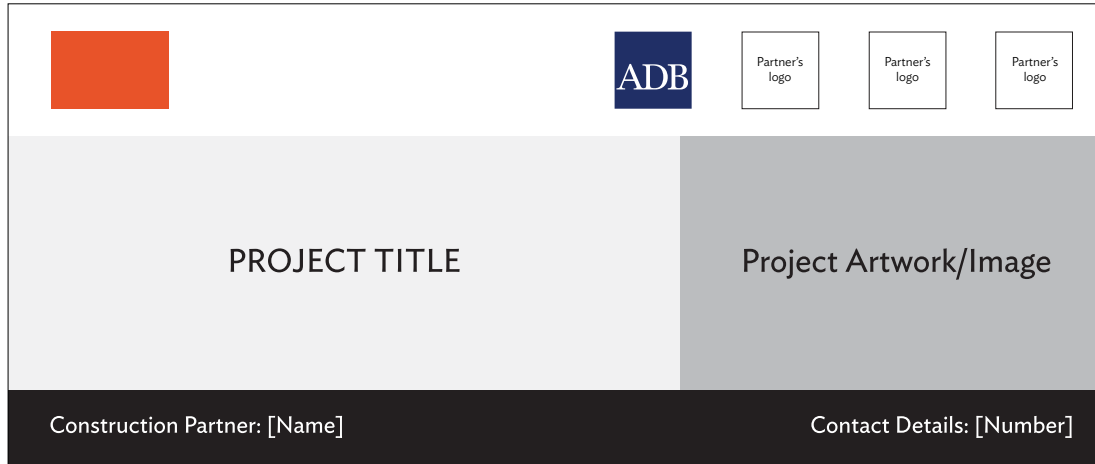 ADB
Partner’s
logo
Partner’s
logo
Partner’s
logo
PROJECT TITLE
Project Artwork/Image
Construction Partner: [Name]
Contact Details: [Number]